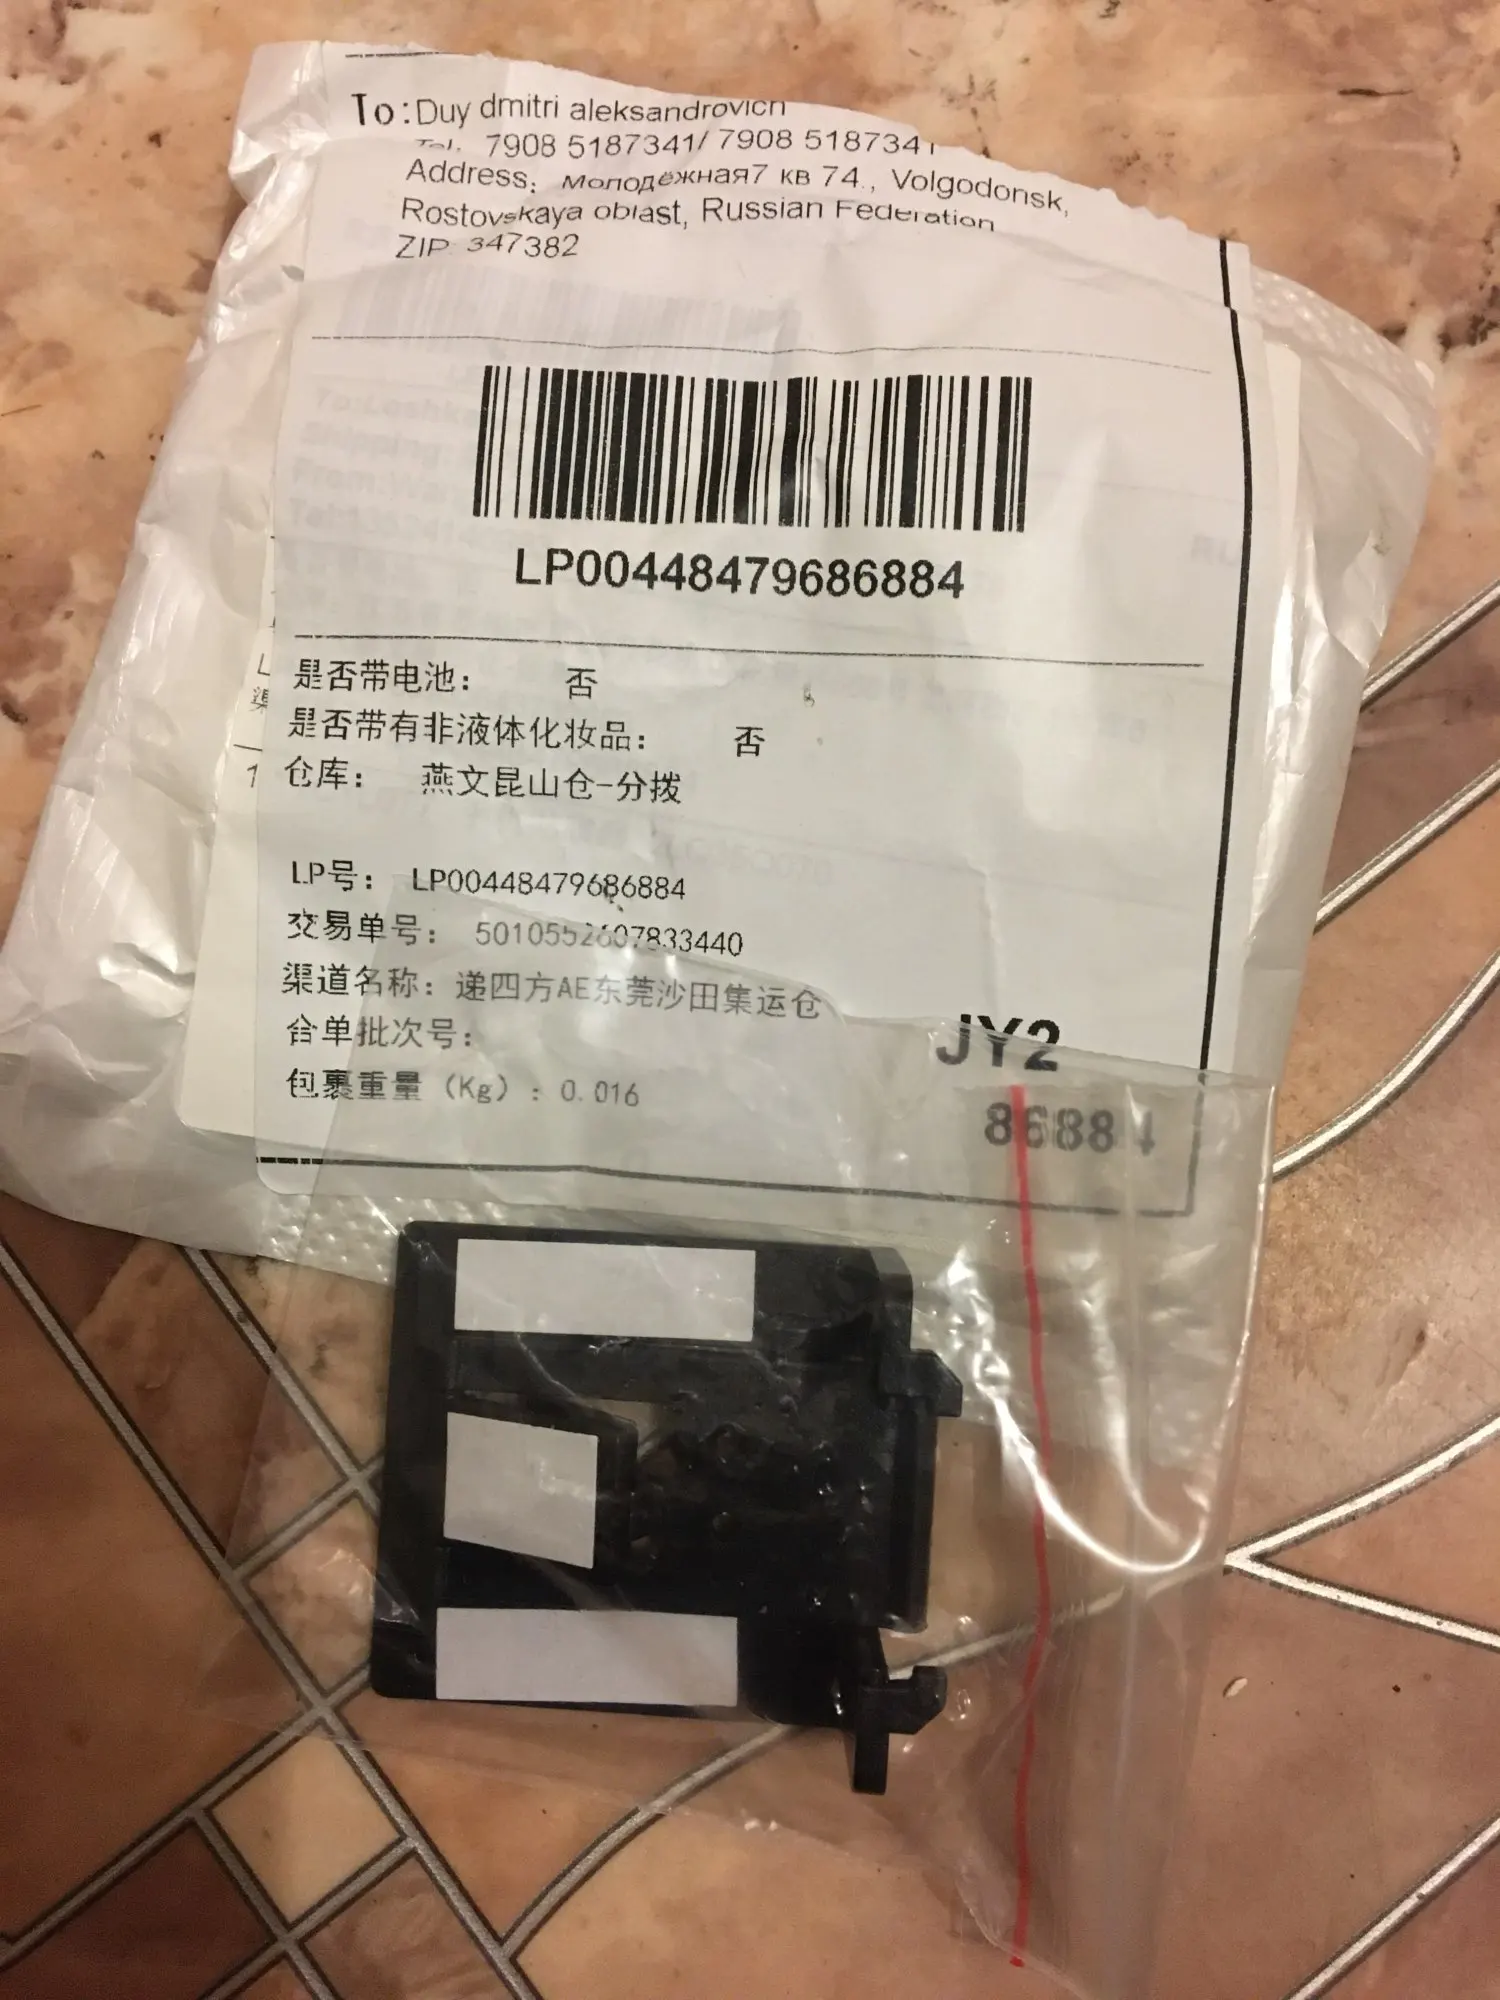 To: Duy dmitri aleksandrovich
Tel: 7908 5187341/ 7908 5187341
Address: молодёжная7 кв 74., Volgodonsk,
Rostovskaya oblast, Russian Federation
ZIP: 347382
LP00448479686884
是否带电池: 否
是否带有非液体化妆品: 否
仓库: 燕文昆山仓-分拨
LP号: LP00448479686884
交易单号: 5010552607833440
渠道名称: 递四方AE东莞沙田集运仓
合单批次号:
包裹重量 (Kg) : 0.016
JY2
86884